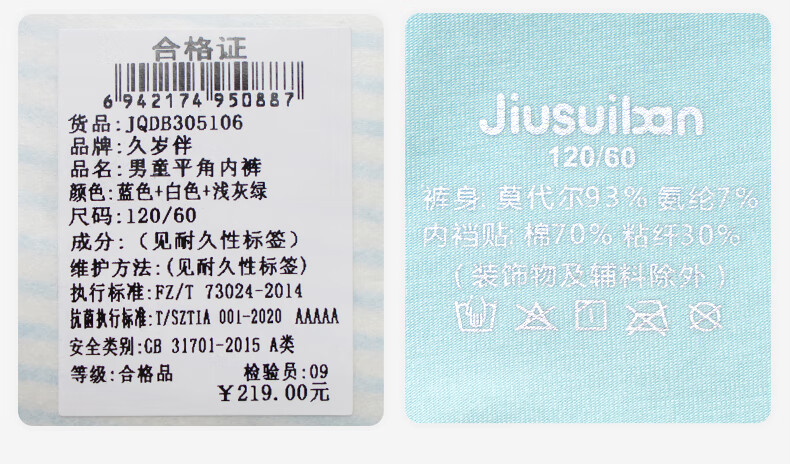 合格证
6 942174 950887
货品:JQDB305106
品牌:久岁伴
品名:男童平角内裤
颜色:蓝色+白色+浅灰绿
尺码:120/60
成分:（见耐久性标签）
维护方法:(见耐久性标签)
执行标准:FZ/T 73024-2014
抗菌执行标准:T/SZTIA 001-2020 AAAAA
安全类别:GB 31701-2015 A类
等级:合格品 检验员:09
￥219.00元
Jiusuiban
120/60
裤身: 莫代尔93% 氨纶7%
内裆贴: 棉70% 粘纤30%
（装饰物及辅料除外）